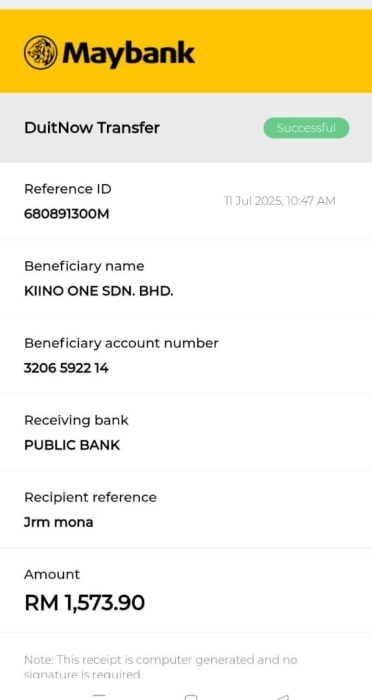 Maybank
DuitNow Transfer
Successful
Reference ID
11 Jul 2025, 10:47 AM
680891300M
Beneficiary name
KIINO ONE SDN. BHD.
Beneficiary account number
3206 5922 14
Receiving bank
PUBLIC BANK
Recipient reference
Jrm mona
Amount
RM 1,573.90
Note: This receipt is computer generated and no
signature is required.